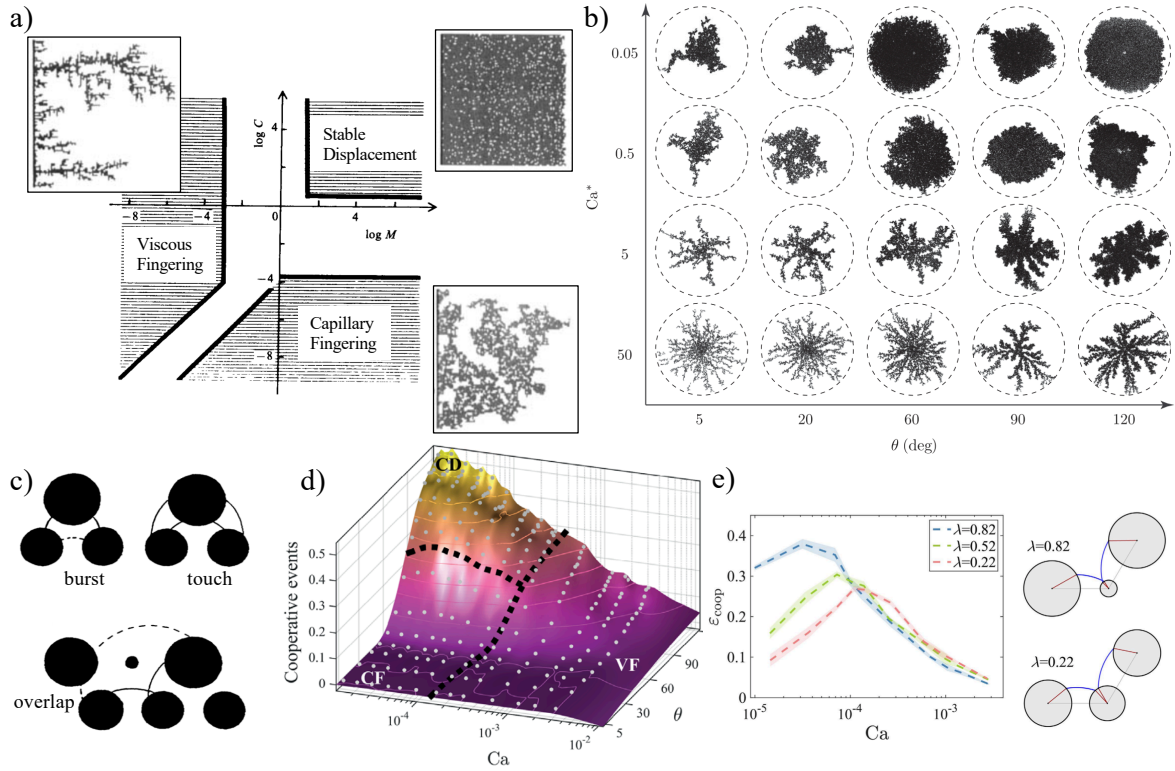 a)
log C
4
Stable
Displacement
−8
−4
0
4
log M
Viscous
Fingering
−4
Capillary
Fingering
−8
b)
Ca*
0.05
0.5
5
50
5
20
60
90
120
θ (deg)
c)
burst
touch
overlap
d)
CD
Cooperative events
0.5
0.4
0.3
0.2
0.1
0
CF
VF
10⁻⁴
10⁻³
10⁻²
Ca
5
30
60
90
θ
e)
εcoop
0.4
0.3
0.2
0.1
0
10⁻⁵
10⁻⁴
10⁻³
Ca
λ=0.82
λ=0.52
λ=0.22
λ=0.82
λ=0.22